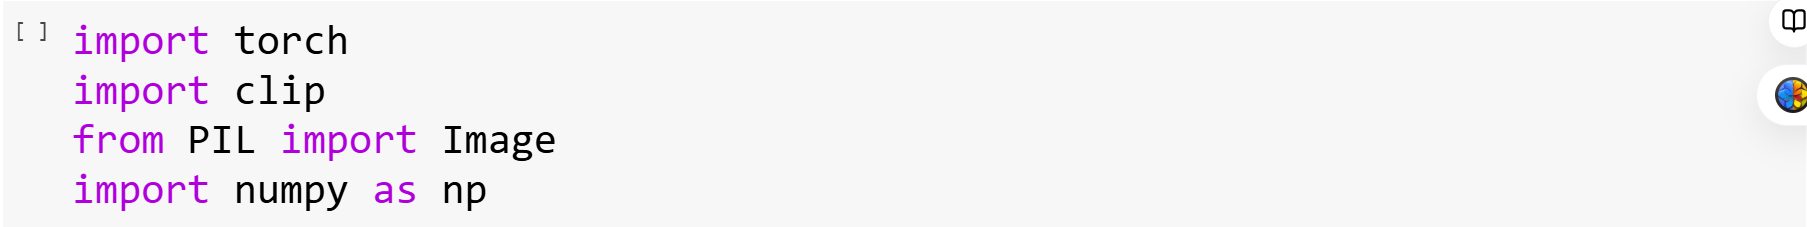 [ ] import torch
import clip
from PIL import Image
import numpy as np